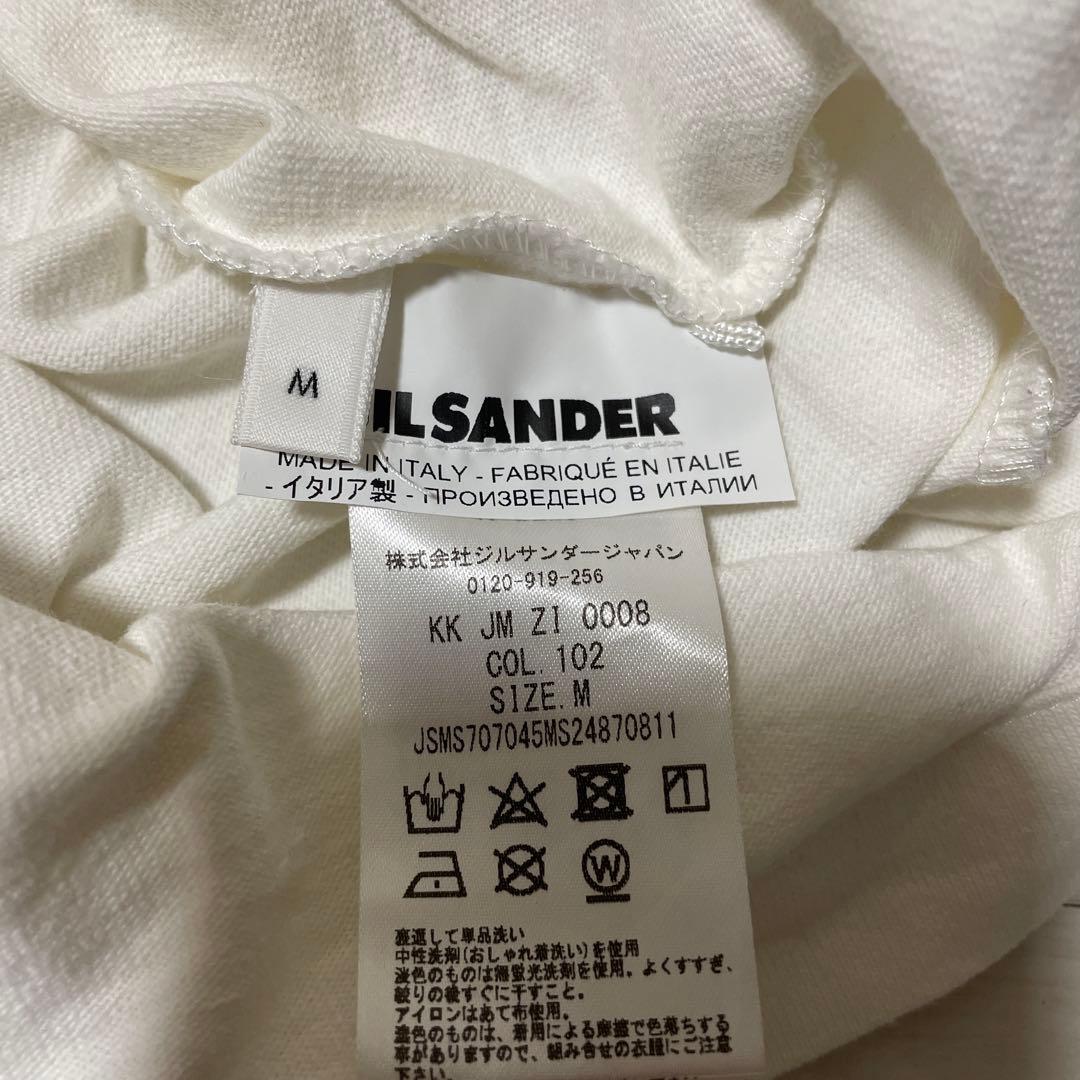 M
JIL SANDER
MADE IN ITALY - FABRIQUÉ EN ITALIE
- イタリア製 - ПРОИЗВЕДЕНО В ИТАЛИИ
株式会社ジルサンダージャパン
0120-919-256
KK JM ZI 0008
COL.102
SIZE.M
JSMS707045MS24870811
W
裏返して単品洗い
中性洗剤(おしゃれ着洗い)を使用
淡色のものは無蛍光洗剤を使用。よくすすぎ、
絞りの後すぐに干すこと。
アイロンはあて布使用。
濃色のものは、着用による摩擦で色落ちする
事がありますので、組み合せの衣服にご注意
下さい。